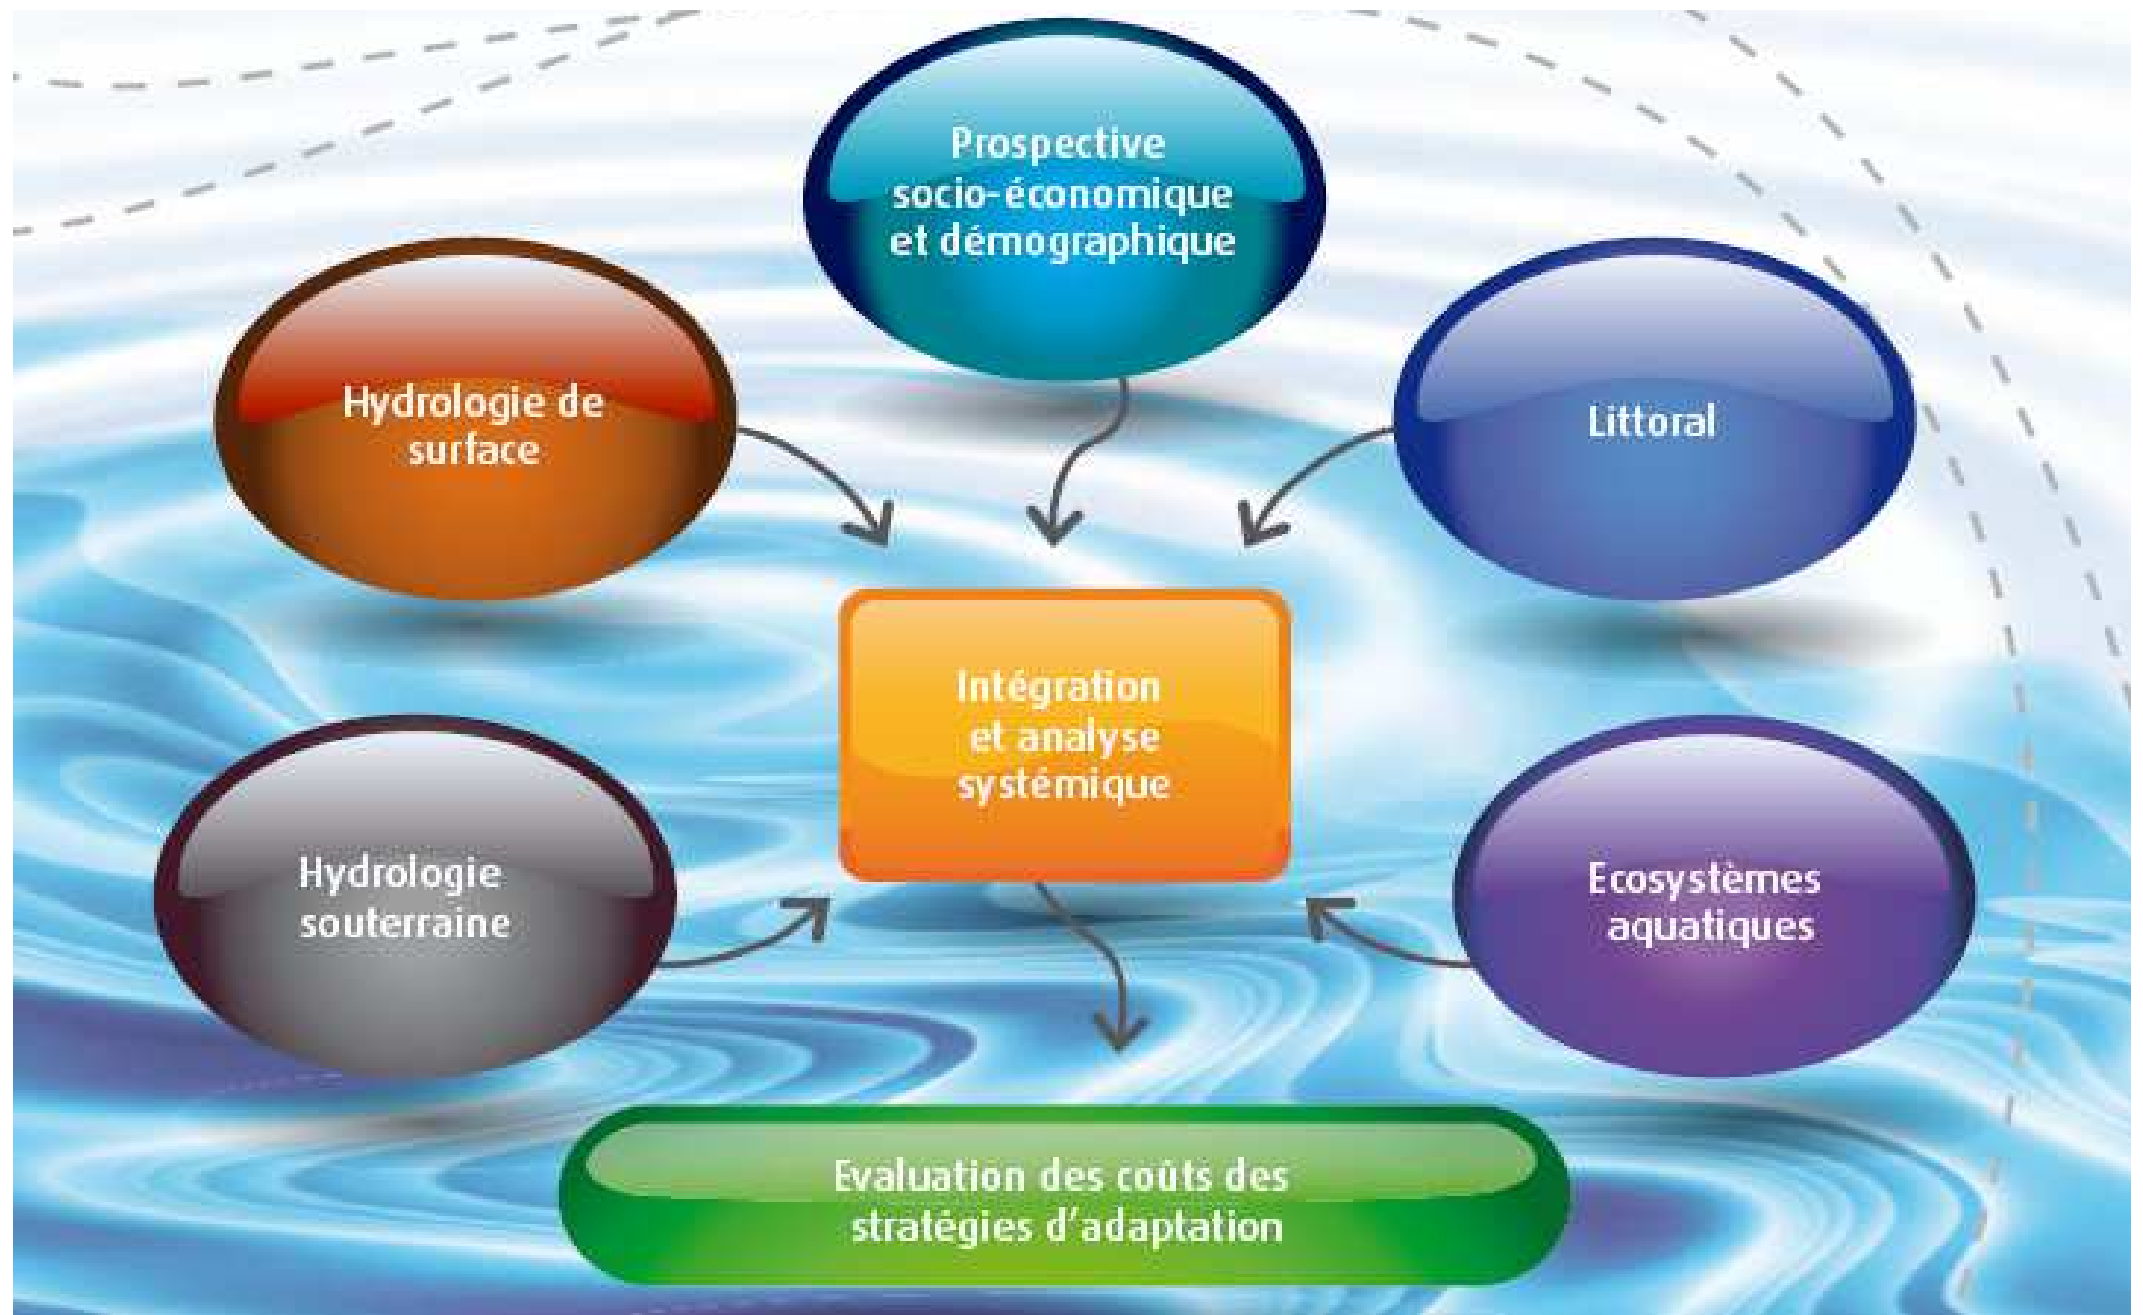 Prospective
socio-économique
et démographique
Hydrologie de
surface
Littoral
Intégration
et analyse
systémique
Hydrologie
souterraine
Ecosystèmes
aquatiques
Evaluation des coûts des
stratégies d'adaptation